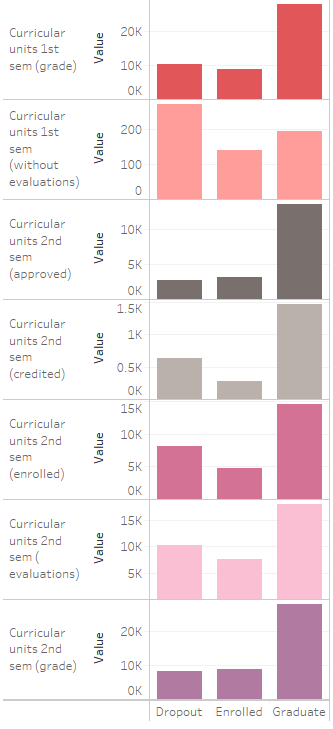 Curricular
units 1st
sem (grade)
Value
20K
10K
0K
Curricular
units 1st
sem
(without
evaluations)
Value
200
100
0
Curricular
units 2nd
sem
(approved)
Value
10K
5K
0K
Curricular
units 2nd
sem
(credited)
Value
1.5K
1K
0.5K
0K
Curricular
units 2nd
sem
(enrolled)
Value
15K
10K
5K
0K
Curricular
units 2nd
sem (
evaluations)
Value
15K
10K
5K
Curricular
units 2nd
sem (grade)
Value
20K
10K
0K
Dropout Enrolled Graduate